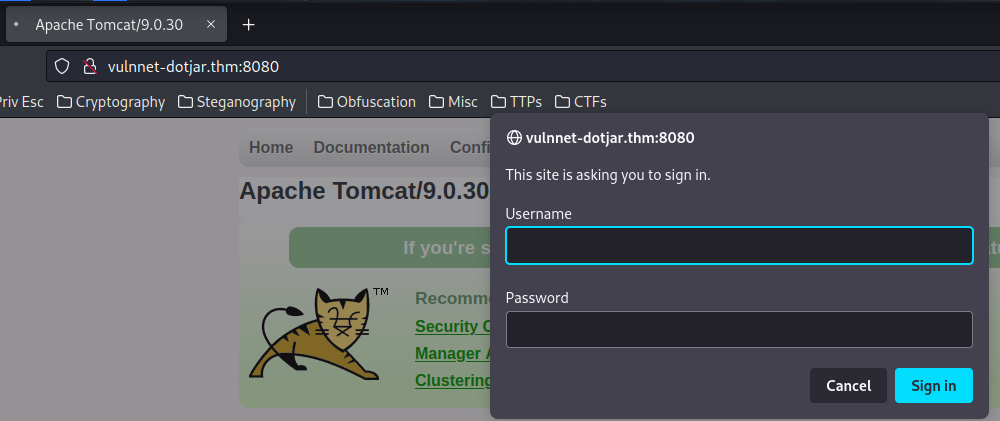 Apache Tomcat/9.0.30
vulnnet-dotjar.thm:8080
Priv Esc Cryptography Steganography Obfuscation Misc TTPs CTFs
vulnnet-dotjar.thm:8080
This site is asking you to sign in.
Username
Password
Cancel Sign in
Home Documentation Confi
Apache Tomcat/9.0.30
If you're s
TM
Recomm
Security C
Manager A
Clustering